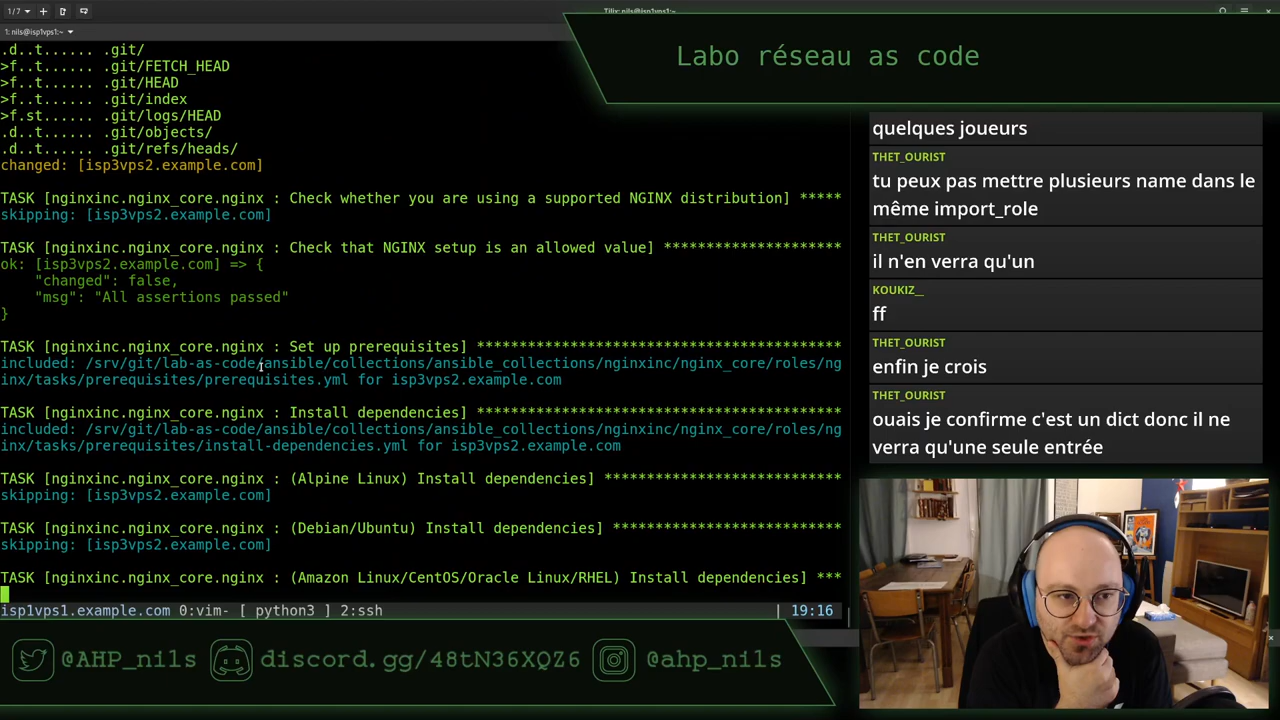 1/7
Tilix: nils@isp1vps1:~
1: nils@isp1vps1:~
Labo réseau as code
.d..t...... .git/
>f..t...... .git/FETCH_HEAD
>f..t...... .git/HEAD
>f..t...... .git/index
>f.st...... .git/logs/HEAD
.d..t...... .git/objects/
.d..t...... .git/refs/heads/
changed: [isp3vps2.example.com]
TASK [nginxinc.nginx_core.nginx : Check whether you are using a supported NGINX distribution] *****
skipping: [isp3vps2.example.com]
TASK [nginxinc.nginx_core.nginx : Check that NGINX setup is an allowed value] *********************
ok: [isp3vps2.example.com] => {
"changed": false,
"msg": "All assertions passed"
}
TASK [nginxinc.nginx_core.nginx : Set up prerequisites] *******************************************
included: /srv/git/lab-as-code/ansible/collections/ansible_collections/nginxinc/nginx_core/roles/ng
inx/tasks/prerequisites/prerequisites.yml for isp3vps2.example.com
TASK [nginxinc.nginx_core.nginx : Install dependencies] *******************************************
included: /srv/git/lab-as-code/ansible/collections/ansible_collections/nginxinc/nginx_core/roles/ng
inx/tasks/prerequisites/install-dependencies.yml for isp3vps2.example.com
TASK [nginxinc.nginx_core.nginx : (Alpine Linux) Install dependencies] ****************************
skipping: [isp3vps2.example.com]
TASK [nginxinc.nginx_core.nginx : (Debian/Ubuntu) Install dependencies] ***************************
skipping: [isp3vps2.example.com]
TASK [nginxinc.nginx_core.nginx : (Amazon Linux/CentOS/Oracle Linux/RHEL) Install dependencies] ***
isp1vps1.example.com 0:vim- [ python3 ] 2:ssh | 19:16
quelques joueurs
THET_OURIST
tu peux pas mettre plusieurs name dans le
même import_role
THET_OURIST
il n'en verra qu'un
KOUKIZ__
ff
THET_OURIST
enfin je crois
THET_OURIST
ouais je confirme c'est un dict donc il ne
verra qu'une seule entrée
@AHP_nils discord.gg/48tN36XQZ6 @ahp_nils